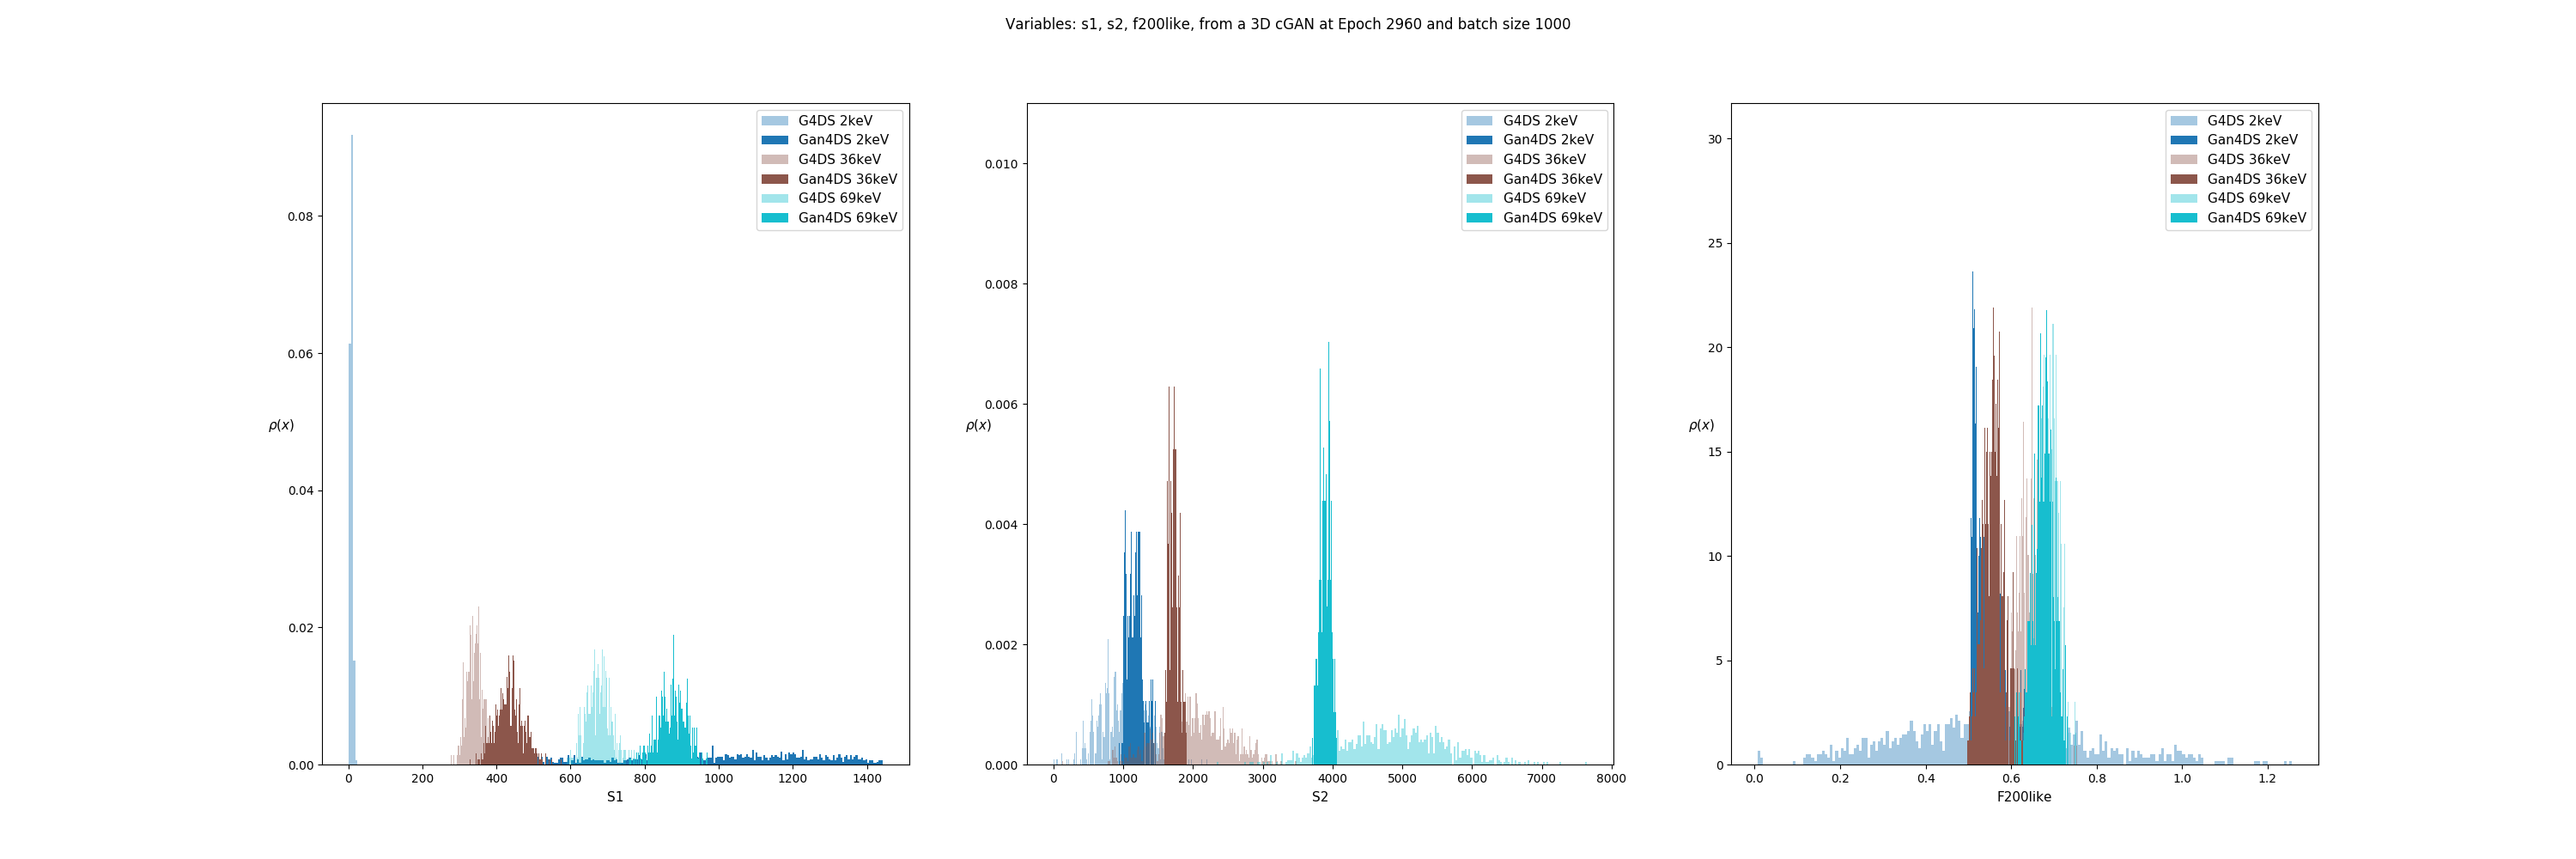 Variables: s1, s2, f200like, from a 3D cGAN at Epoch 2960 and batch size 1000
G4DS 2keV
Gan4DS 2keV
G4DS 36keV
Gan4DS 36keV
G4DS 69keV
Gan4DS 69keV
0.08
0.06
ρ(x)
0.04
0.02
0.00
0 200 400 600 800 1000 1200 1400
S1
G4DS 2keV
Gan4DS 2keV
G4DS 36keV
Gan4DS 36keV
G4DS 69keV
Gan4DS 69keV
0.010
0.008
0.006
ρ(x)
0.004
0.002
0.000
0 1000 2000 3000 4000 5000 6000 7000 8000
S2
G4DS 2keV
Gan4DS 2keV
G4DS 36keV
Gan4DS 36keV
G4DS 69keV
Gan4DS 69keV
30
25
20
ρ(x)
15
10
5
0
0.0 0.2 0.4 0.6 0.8 1.0 1.2
F200like